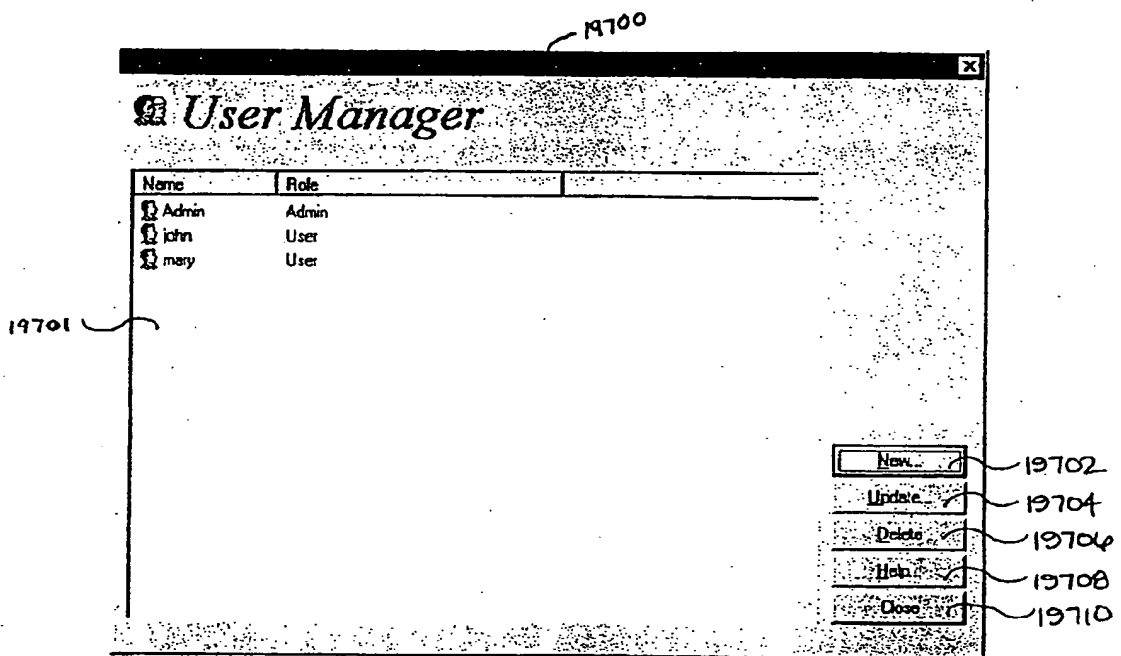 19700
User Manager
Name Role
Admin Admin
john User
mary User
19701
New... 19702
Update... 19704
Delete 19706
Help... 19708
Close 19710